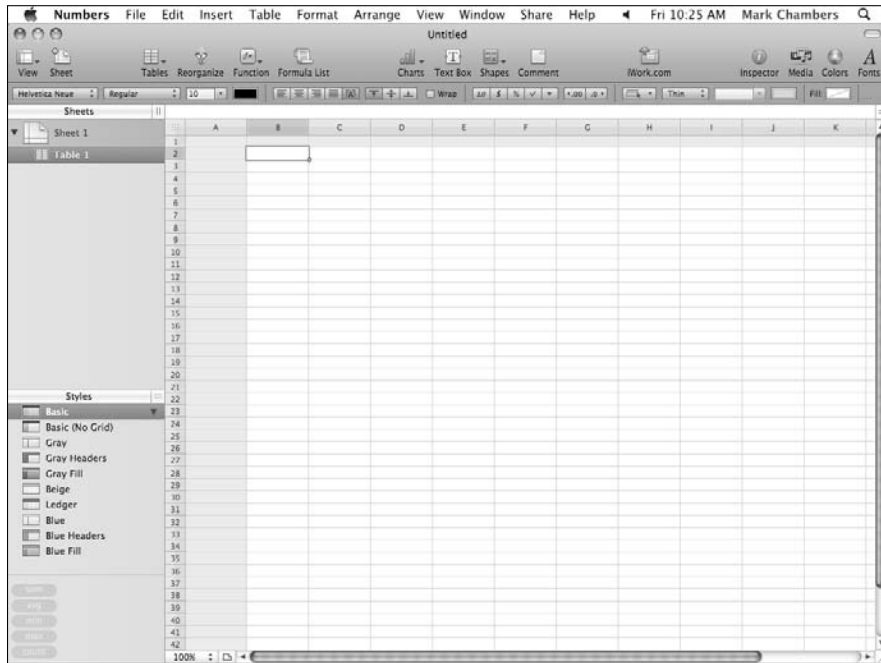 Numbers File Edit Insert Table Format Arrange View Window Share Help Fri 10:25 AM Mark Chambers
Untitled
View Sheet Tables Reorganize Function Formula List Charts Text Box Shapes Comment iWork.com Inspector Media Colors Fonts
Helvetica Neue Regular 10 Wrap Thin Fill:
Sheets
Sheet 1
Table 1
A B C D E F G H I J K
1
2
3
4
5
6
7
8
9
10
11
12
13
14
15
16
17
18
19
20
21
22
23
24
25
26
27
28
29
30
31
32
33
34
35
36
37
38
39
40
41
42
Styles
Basic
Basic (No Grid)
Gray
Gray Headers
Gray Fill
Beige
Ledger
Blue
Blue Headers
Blue Fill
sum
avg
min
max
count
100%